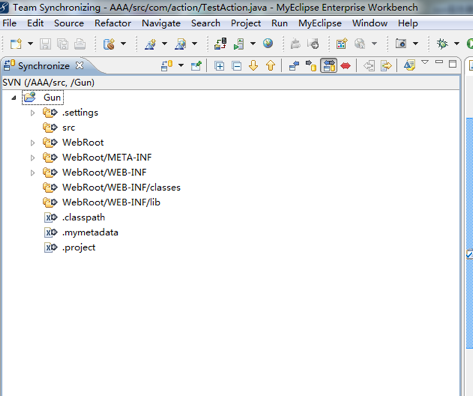 Team Synchronizing - AAA/src/com/action/TestAction.java - MyEclipse Enterprise Workbench
File Edit Source Refactor Navigate Search Project Run MyEclipse Window Help
Synchronize
SVN (/AAA/src, /Gun)
Gun
.settings
src
WebRoot
WebRoot/META-INF
WebRoot/WEB-INF
WebRoot/WEB-INF/classes
WebRoot/WEB-INF/lib
.classpath
.mymetadata
.project